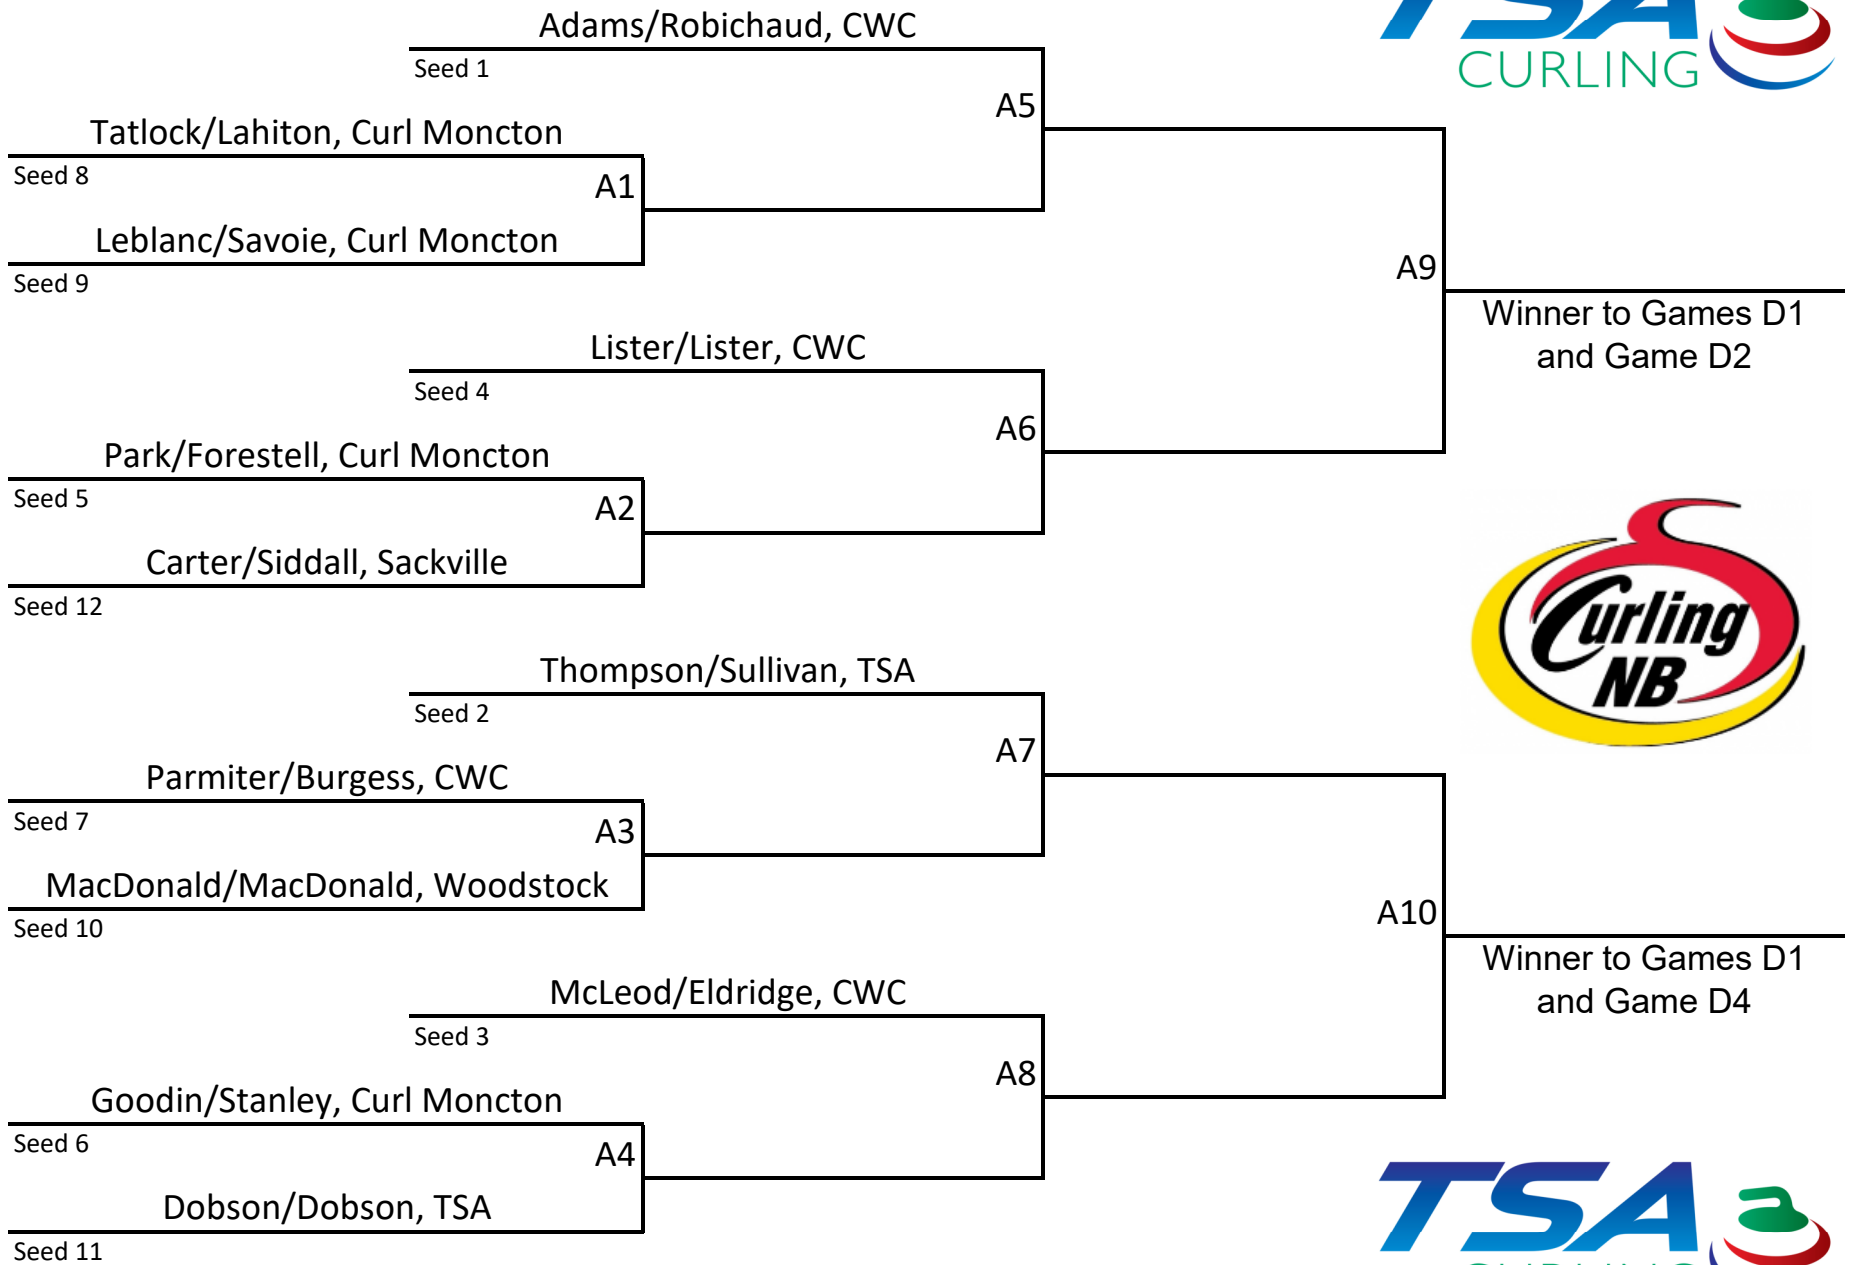 Adams/Robichaud, CWC
Seed 1
TSA
CURLING
A5
Tatlock/Lahiton, Curl Moncton
Seed 8
A1
Leblanc/Savoie, Curl Moncton
Seed 9
A9
Winner to Games D1
and Game D2
Lister/Lister, CWC
Seed 4
A6
Park/Forestell, Curl Moncton
Seed 5
A2
Carter/Siddall, Sackville
Seed 12
Curling
NB
Thompson/Sullivan, TSA
Seed 2
A7
Parmiter/Burgess, CWC
Seed 7
A3
MacDonald/MacDonald, Woodstock
Seed 10
A10
Winner to Games D1
and Game D4
McLeod/Eldridge, CWC
Seed 3
A8
Goodin/Stanley, Curl Moncton
Seed 6
A4
Dobson/Dobson, TSA
Seed 11
TSA
CURLING